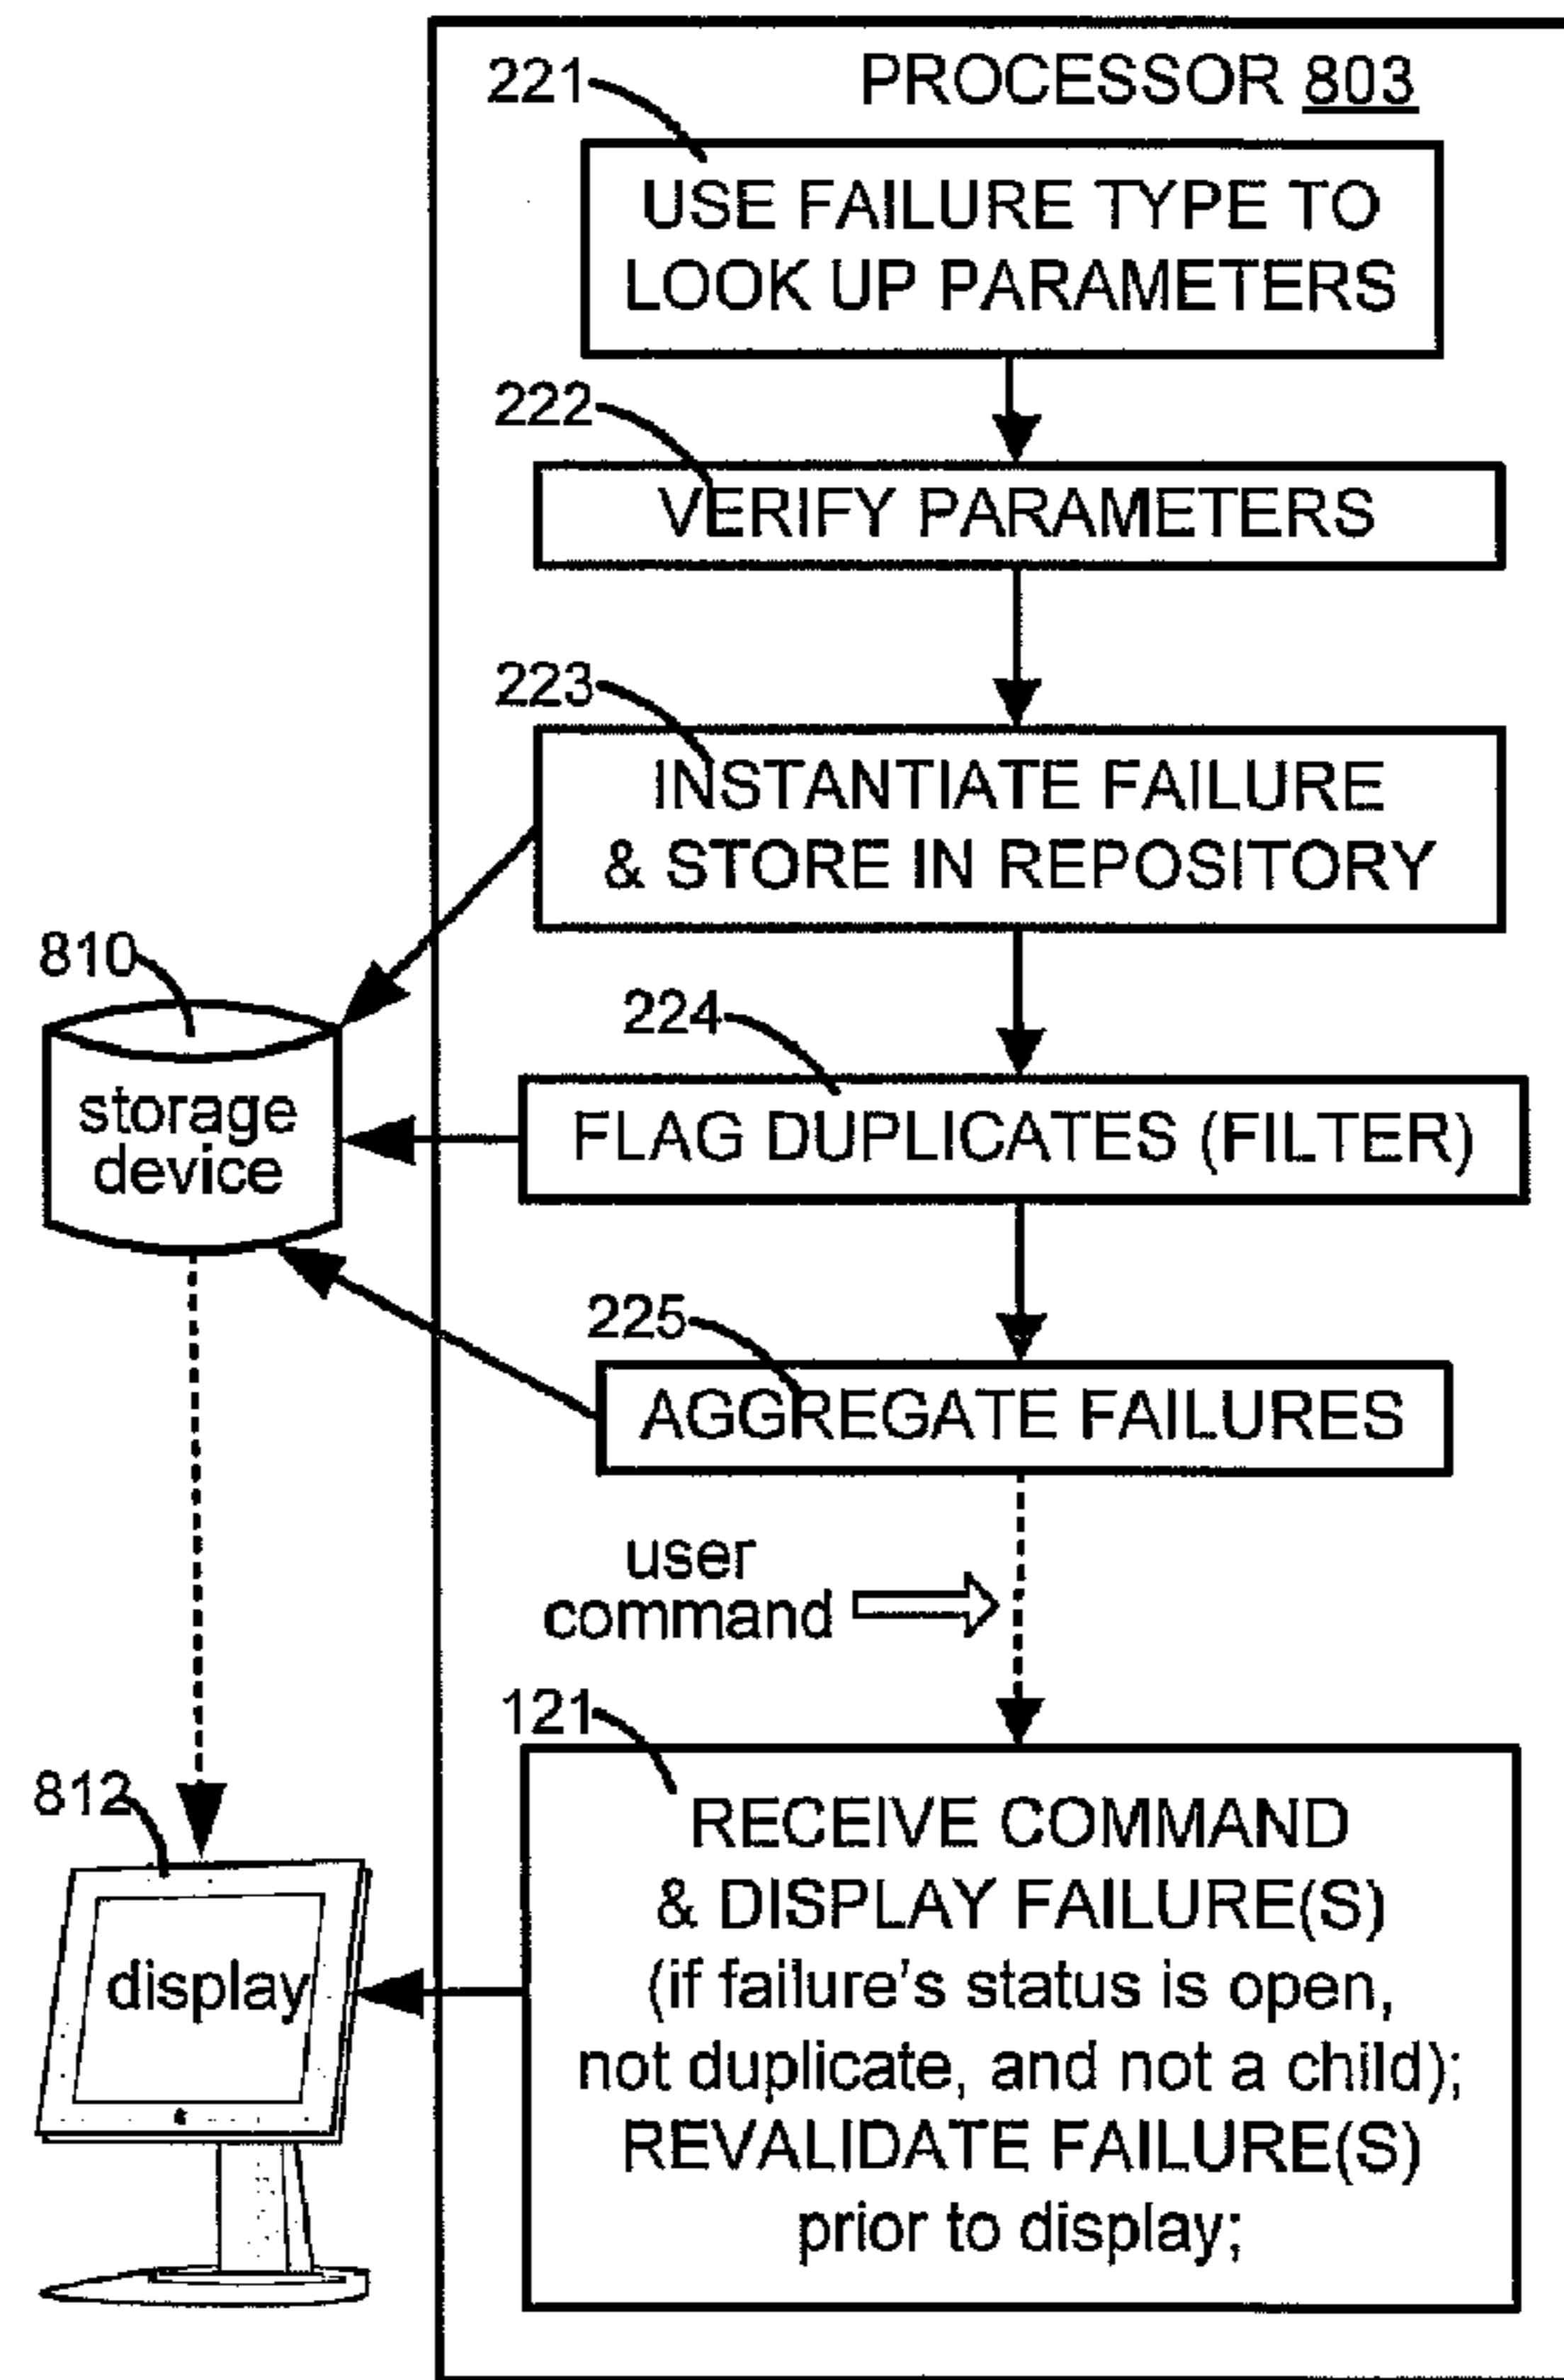 PROCESSOR 803
221
USE FAILURE TYPE TO
LOOK UP PARAMETERS
222
VERIFY PARAMETERS
223
INSTANTIATE FAILURE
& STORE IN REPOSITORY
810
storage
device
224
FLAG DUPLICATES (FILTER)
225
AGGREGATE FAILURES
user
command
121
RECEIVE COMMAND
& DISPLAY FAILURE(S)
(if failure's status is open,
not duplicate, and not a child);
REVALIDATE FAILURE(S)
prior to display;
812
display